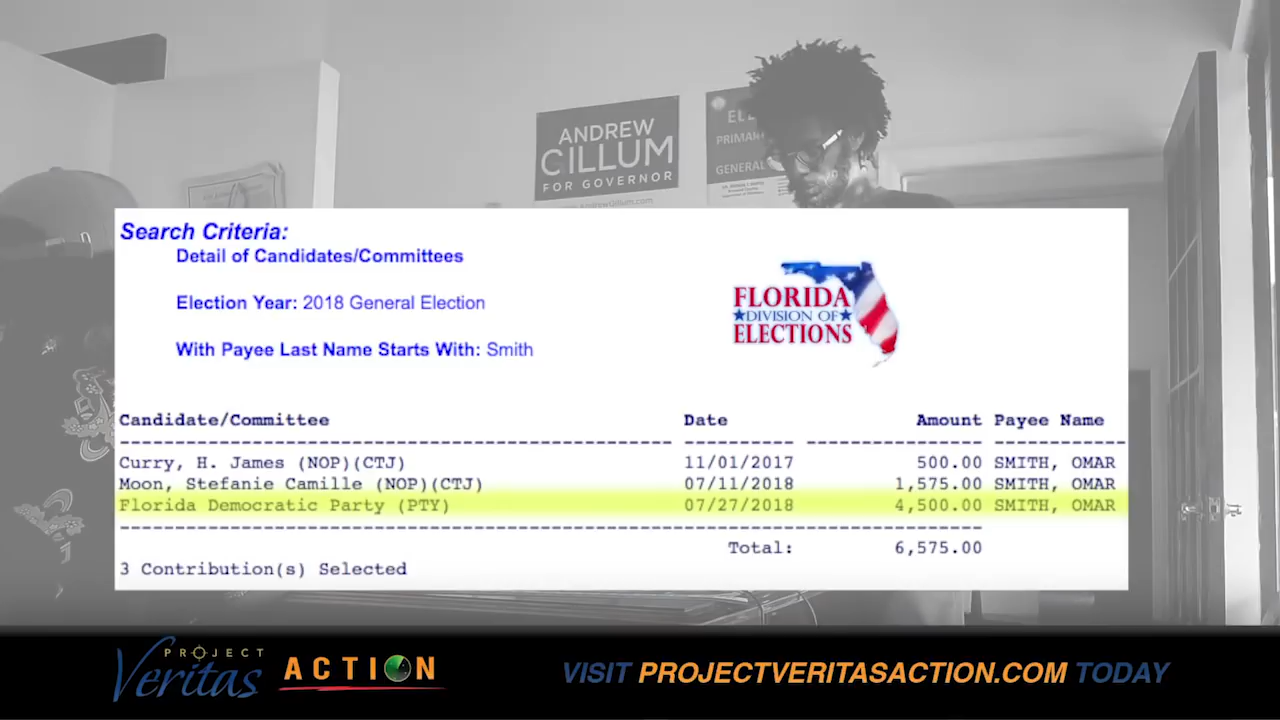 ANDREW
GILLUM
FOR GOVERNOR
PRIMARY
GENERAL
Search Criteria:
Detail of Candidates/Committees
Election Year: 2018 General Election
With Payee Last Name Starts With: Smith
FLORIDA
DIVISION OF
ELECTIONS
Candidate/Committee Date Amount Payee Name
Curry, H. James (NOP)(CTJ) 11/01/2017 500.00 SMITH, OMAR
Moon, Stefanie Camille (NOP)(CTJ) 07/11/2018 1,575.00 SMITH, OMAR
Florida Democratic Party (PTY) 07/27/2018 4,500.00 SMITH, OMAR
Total: 6,575.00
3 Contribution(s) Selected
PROJECT
Veritas ACTION
VISIT PROJECTVERITASACTION.COM TODAY